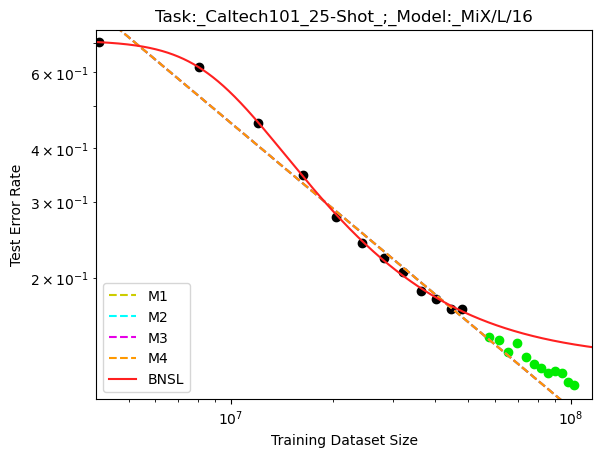 Task:_Caltech101_25-Shot_;_Model:_MiX/L/16
Test Error Rate
6 × 10⁻¹
4 × 10⁻¹
3 × 10⁻¹
2 × 10⁻¹
M1
M2
M3
M4
BNSL
10⁷
10⁸
Training Dataset Size